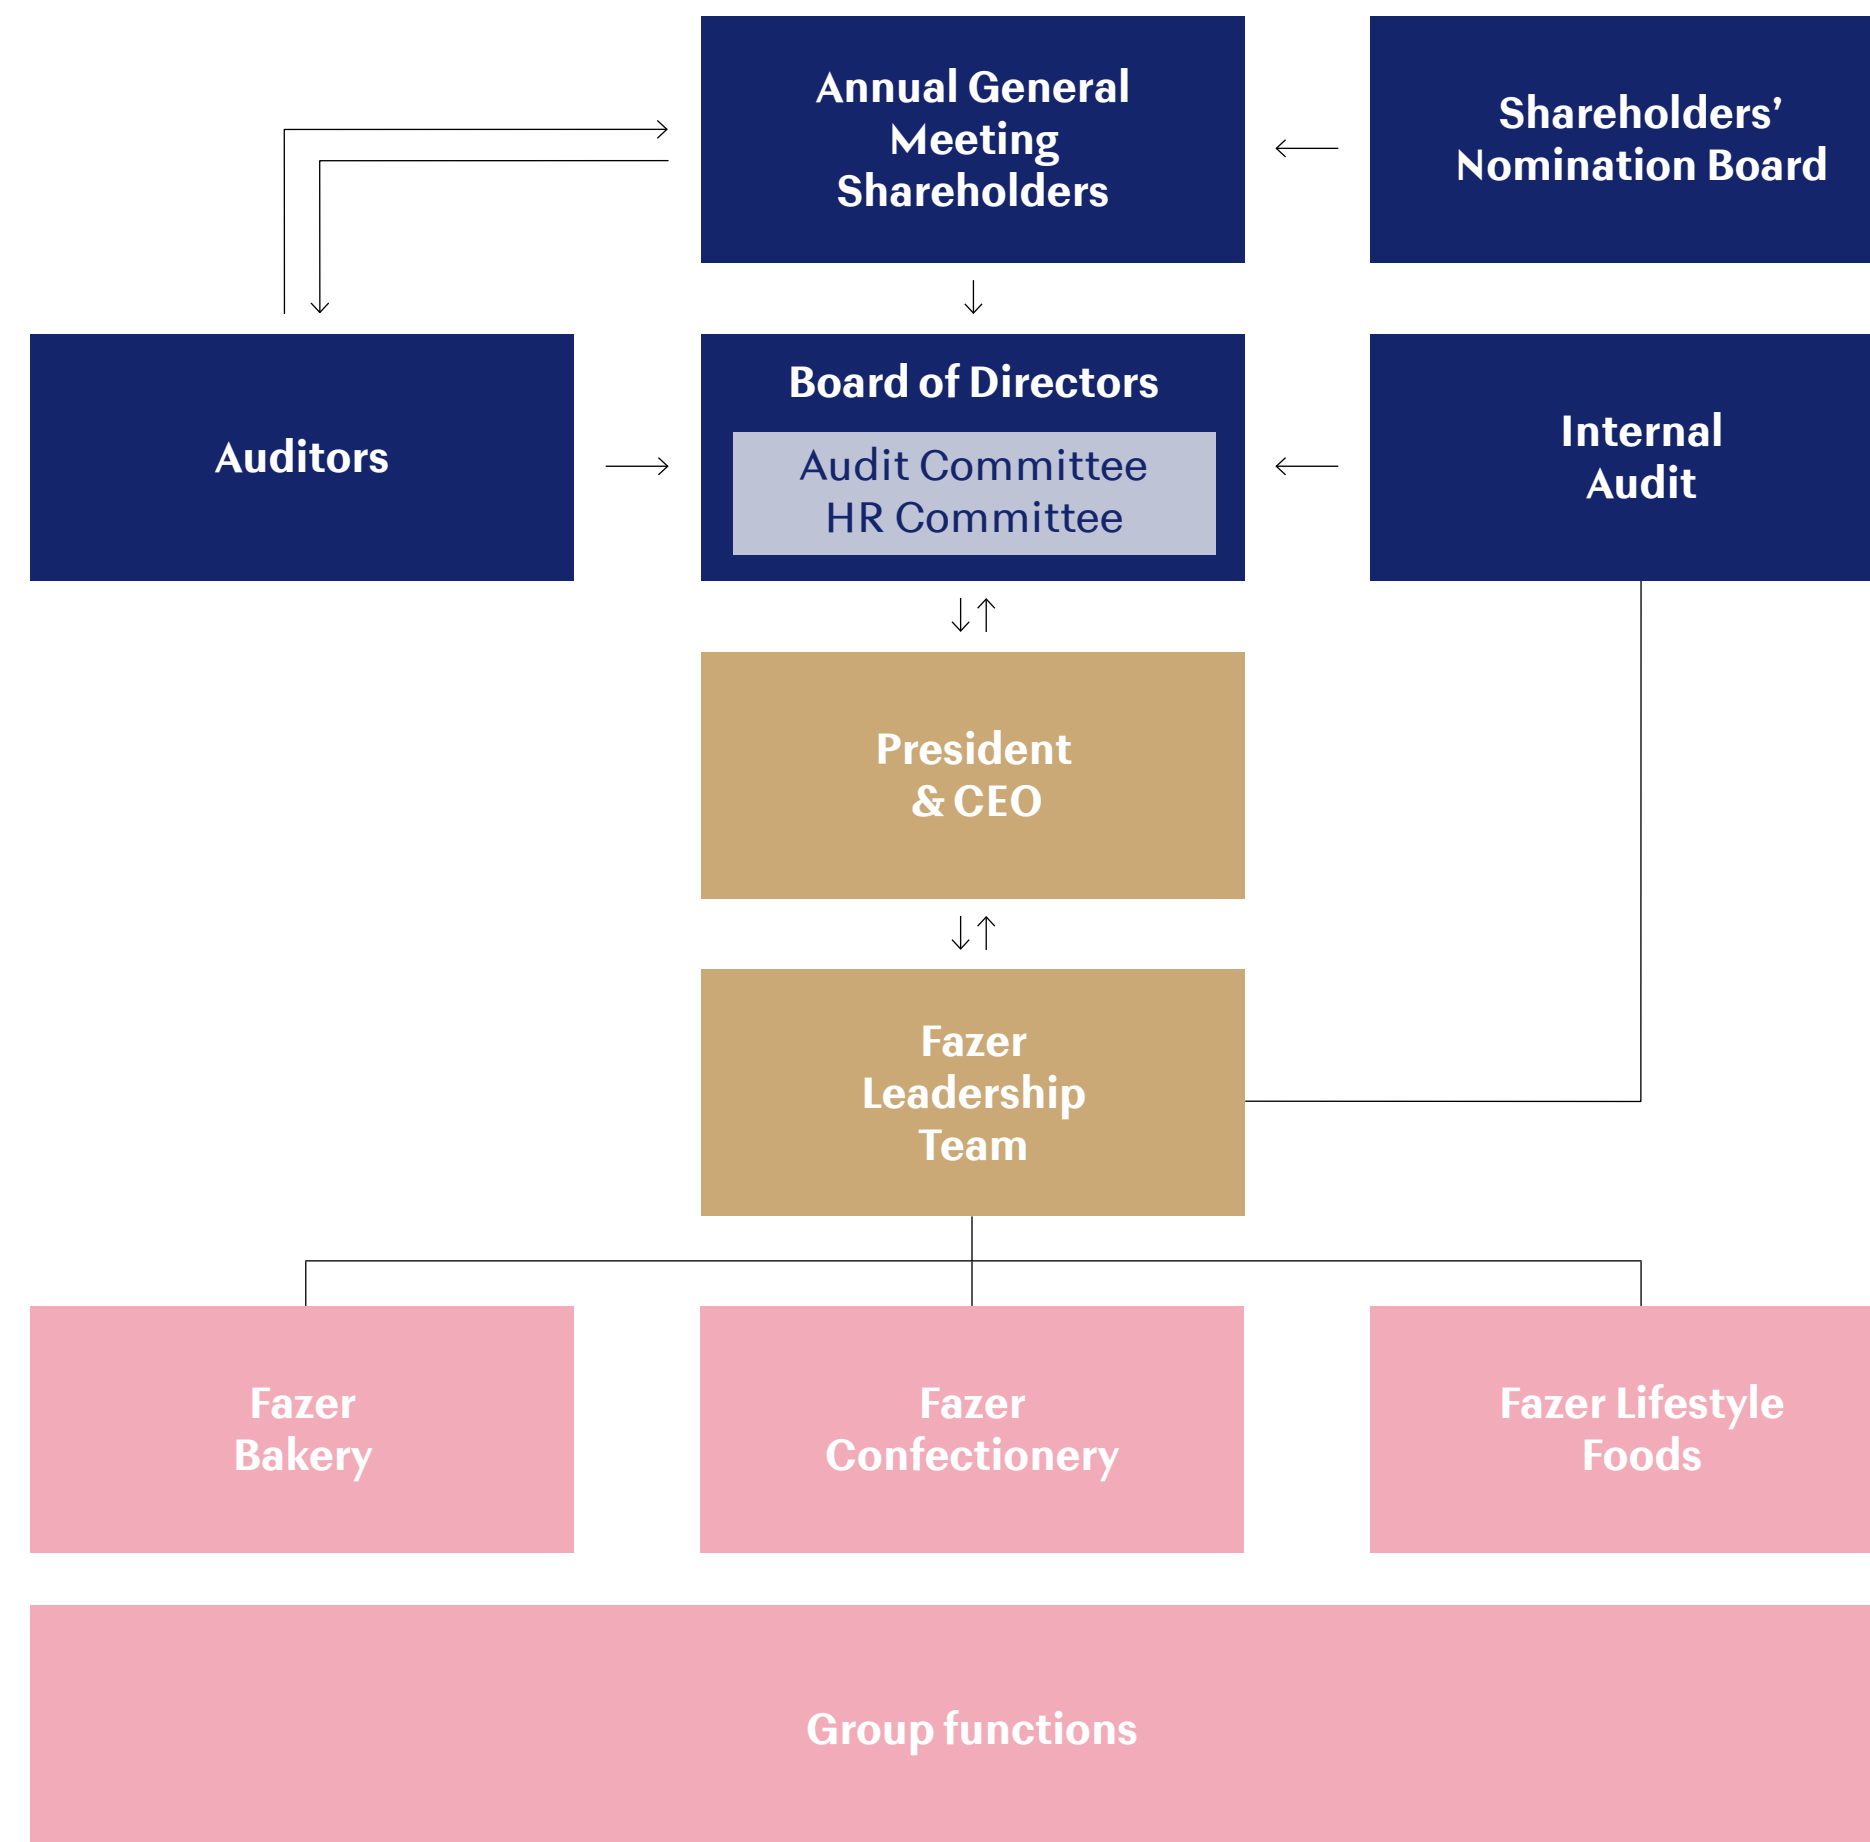 Annual General
Meeting
Shareholders
Shareholders’
Nomination Board
Auditors
Board of Directors
Audit Committee
HR Committee
Internal
Audit
President
& CEO
Fazer
Leadership
Team
Fazer
Bakery
Fazer
Confectionery
Fazer Lifestyle
Foods
Group functions